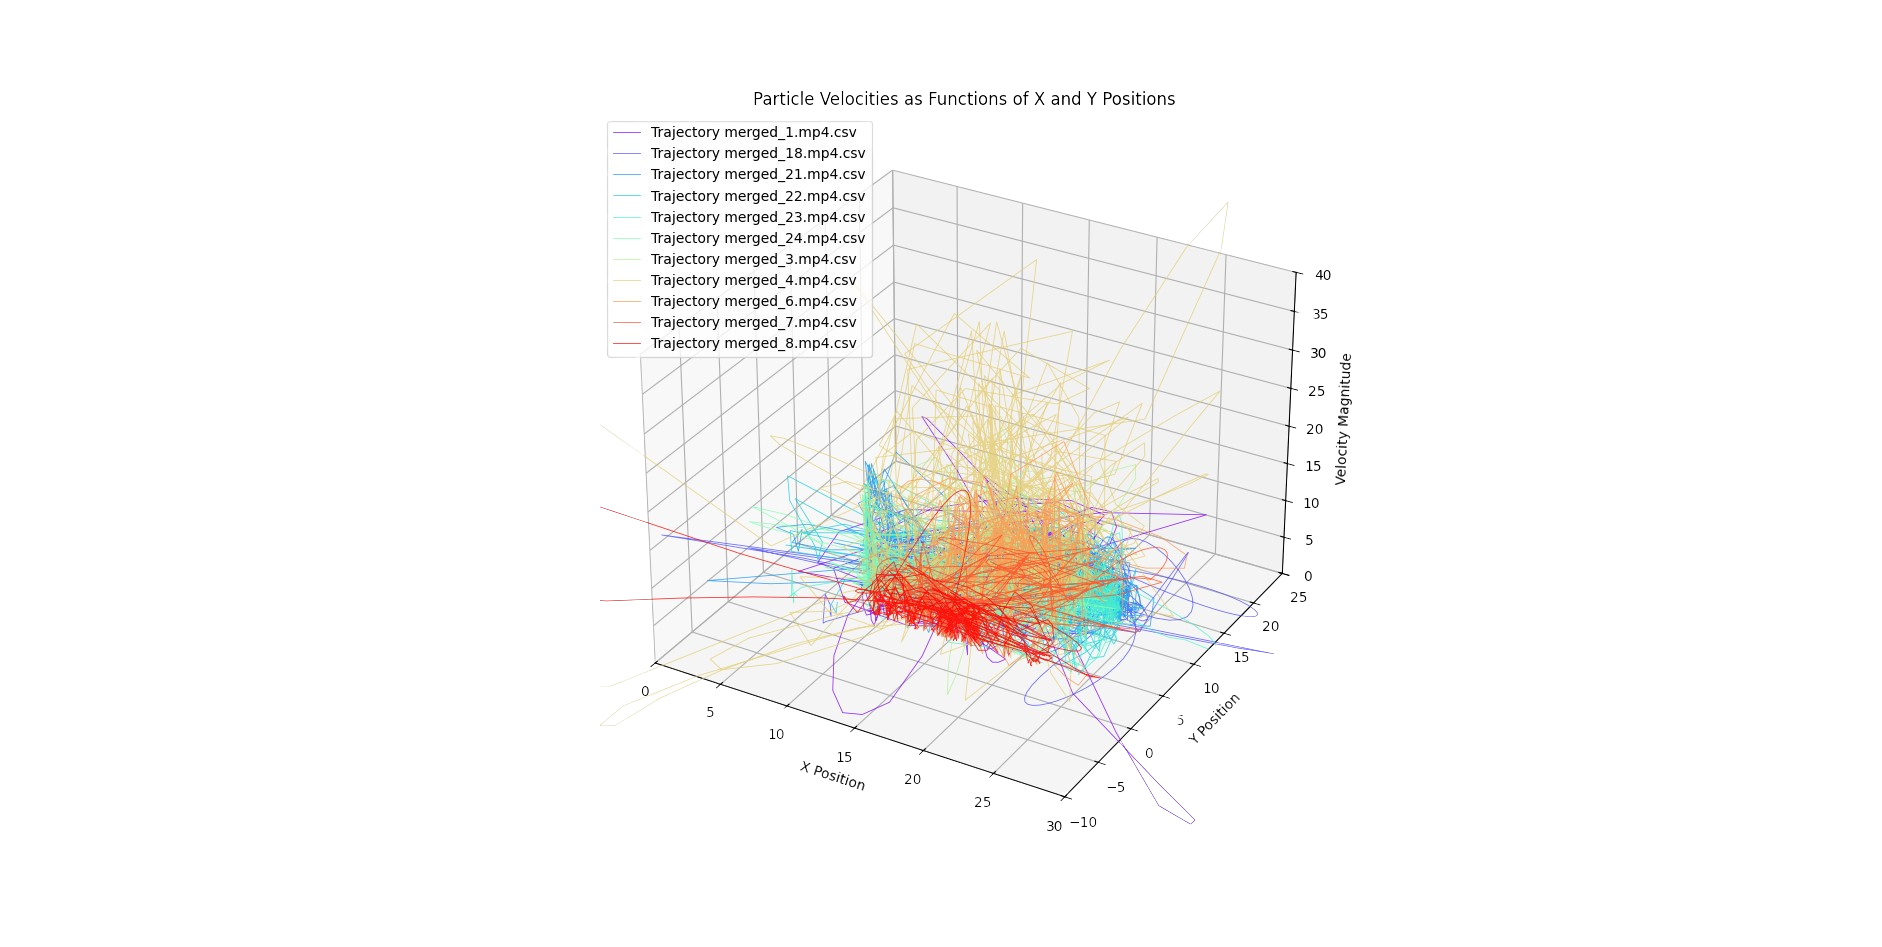 Particle Velocities as Functions of X and Y Positions
Trajectory merged_1.mp4.csv
Trajectory merged_18.mp4.csv
Trajectory merged_21.mp4.csv
Trajectory merged_22.mp4.csv
Trajectory merged_23.mp4.csv
Trajectory merged_24.mp4.csv
Trajectory merged_3.mp4.csv
Trajectory merged_4.mp4.csv
Trajectory merged_6.mp4.csv
Trajectory merged_7.mp4.csv
Trajectory merged_8.mp4.csv
40
35
30
25
20
15
10
5
0
Velocity Magnitude
25
20
15
10
5
0
−5
−10
Y Position
0
5
10
15
20
25
30
X Position